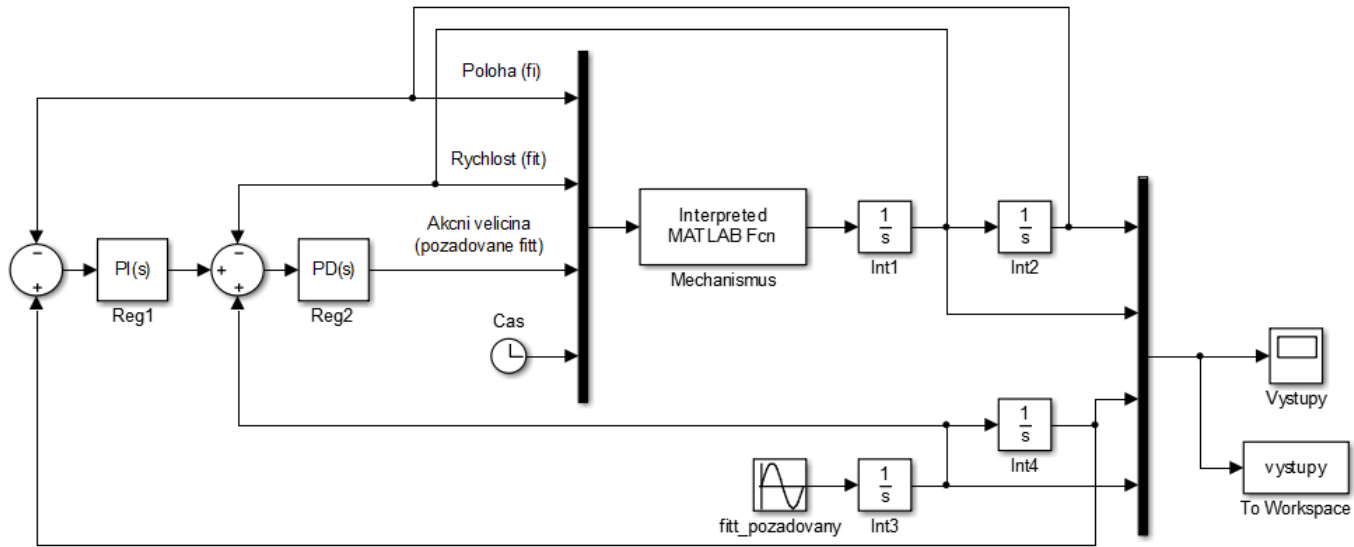 Poloha (fi)
Rychlost (fit)
Akcni velicina
(pozadovane fitt)
Interpreted
MATLAB Fcn
Mechanismus
1
s
Int1
1
s
Int2
−
+
PI(s)
Reg1
−
+
+
PD(s)
Reg2
Cas
Vystupy
1
s
Int4
fitt_pozadovany
1
s
Int3
vystupy
To Workspace